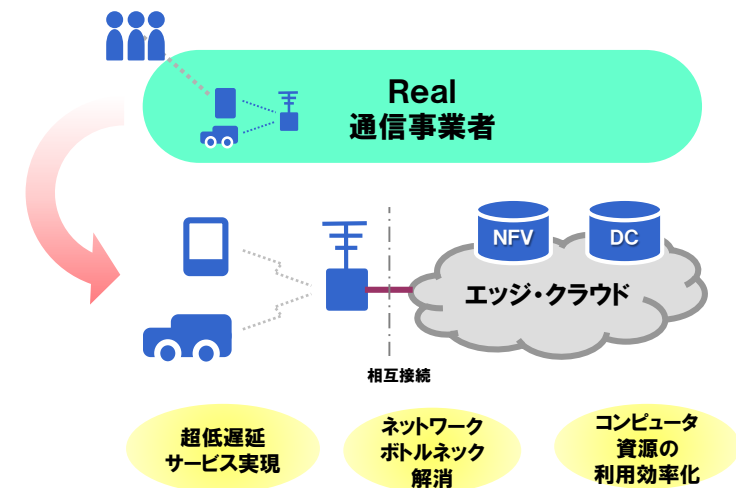 Real
通信事業者
NFV
DC
エッジ・クラウド
相互接続
超低遅延
サービス実現
ネットワーク
ボトルネック
解消
コンピュータ
資源の
利用効率化